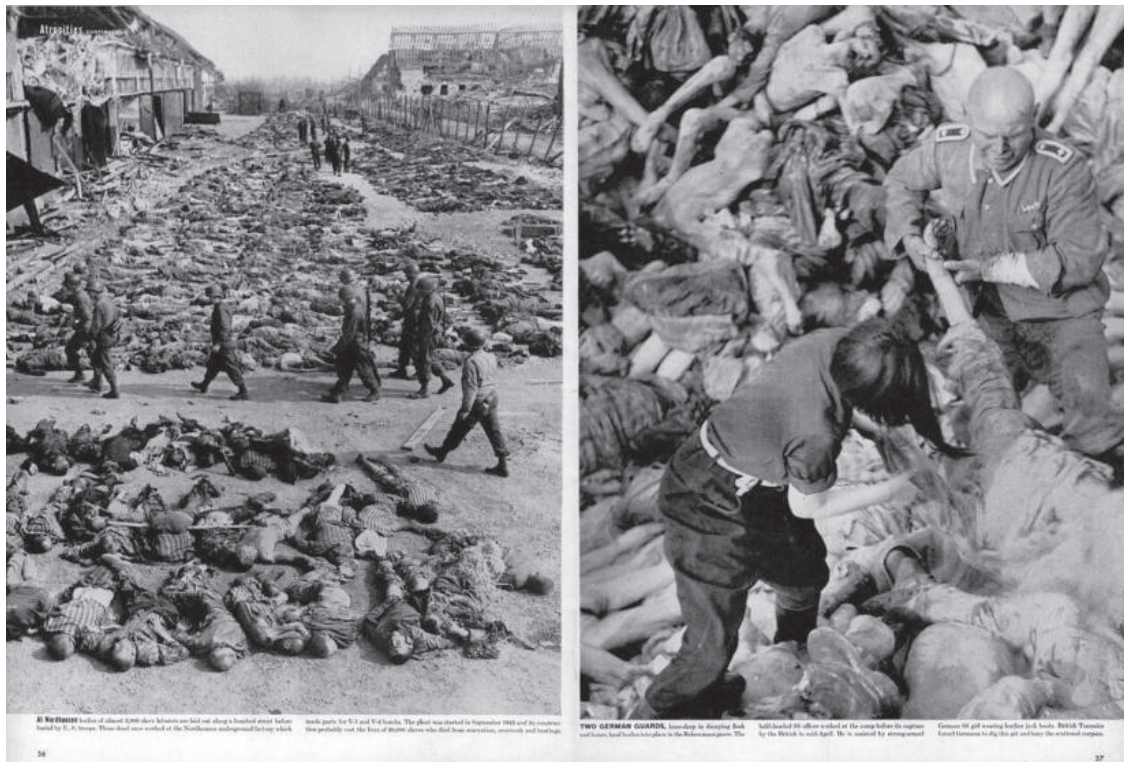 Atrocities CONTINUED
At Nordhausen bodies of almost 3,000 slave laborers are laid out along a bombed street before
burial by U. S. troops. These dead once worked at the Nordhausen underground factory which
made parts for V-1 and V-2 bombs. The plant was started in September 1943 and its construc-
tion probably cost the lives of 20,000 slaves who died from starvation, overwork and beatings.
36
TWO GERMAN GUARDS, knee-deep in decaying flesh
and bones, haul bodies into place in the Belsen mass grave. The
bald-headed SS officer worked at the camp before its capture
by the British in mid-April. He is assisted by strong-armed
German SS girl wearing leather jack boots. British Tommies
forced Germans to dig this pit and bury the scattered corpses.
37